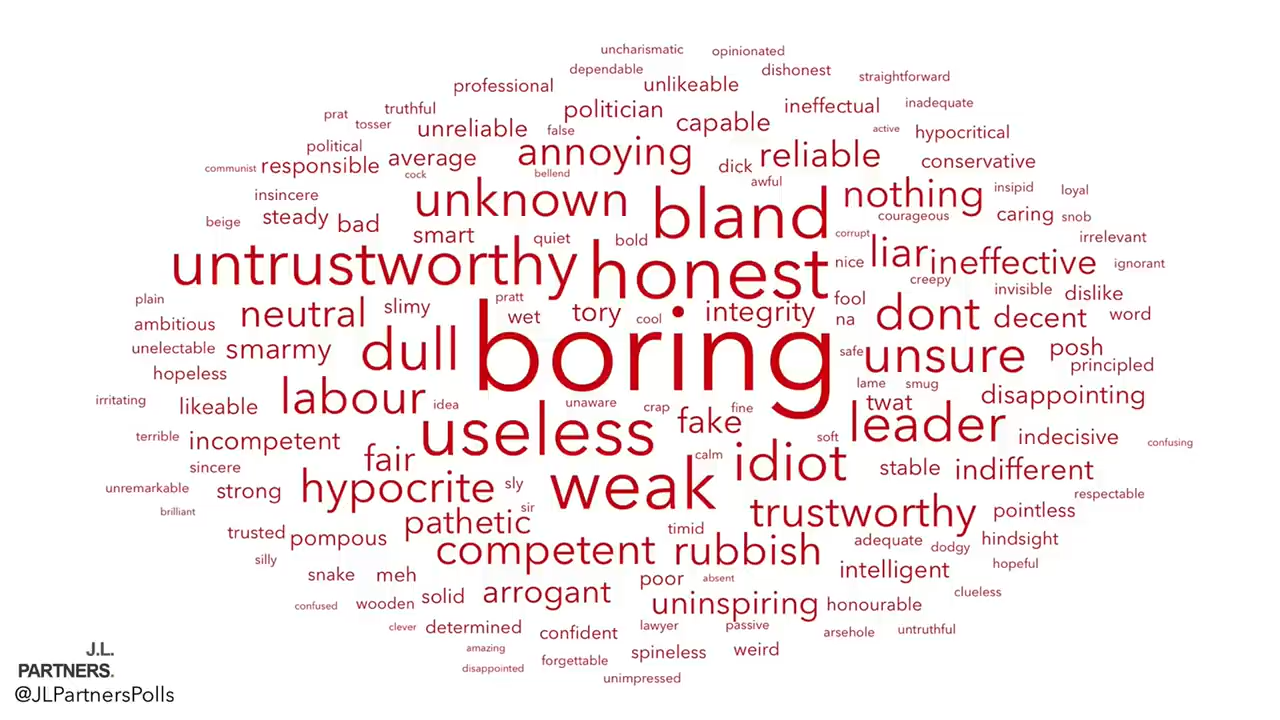 uncharismatic opinionated
dependable dishonest
professional unlikeable straightforward
prat truthful politician ineffectual inadequate
tosser unreliable false capable active hypocritical
political average annoying reliable conservative
communist responsible cock bellend dick awful
insincere unknown bland nothing insipid loyal
beige steady bad courageous caring snob
smart quiet bold corrupt irrelevant
untrustworthy honest nice liar ineffective ignorant
creepy
plain slimy pratt fool invisible dislike
ambitious neutral wet tory cool integrity na dont decent word
unelectable smarmy dull boring safe unsure posh
hopeless principled
irritating likeable labour idea unaware crap fine lame smug disappointing
twat
terrible incompetent useless fake soft leader indecisive confusing
sincere fair calm idiot stable indifferent
unremarkable strong hypocrite sly weak respectable
brilliant sir trustworthy pointless
trusted pompous pathetic timid adequate dodgy hindsight
silly competent rubbish hopeful
snake meh poor absent intelligent
confused wooden solid arrogant uninspiring honourable clueless
clever determined confident lawyer passive arsehole untruthful
amazing spineless weird
disappointed forgettable
unimpressed
J.L.
PARTNERS.
@JLPartnersPolls